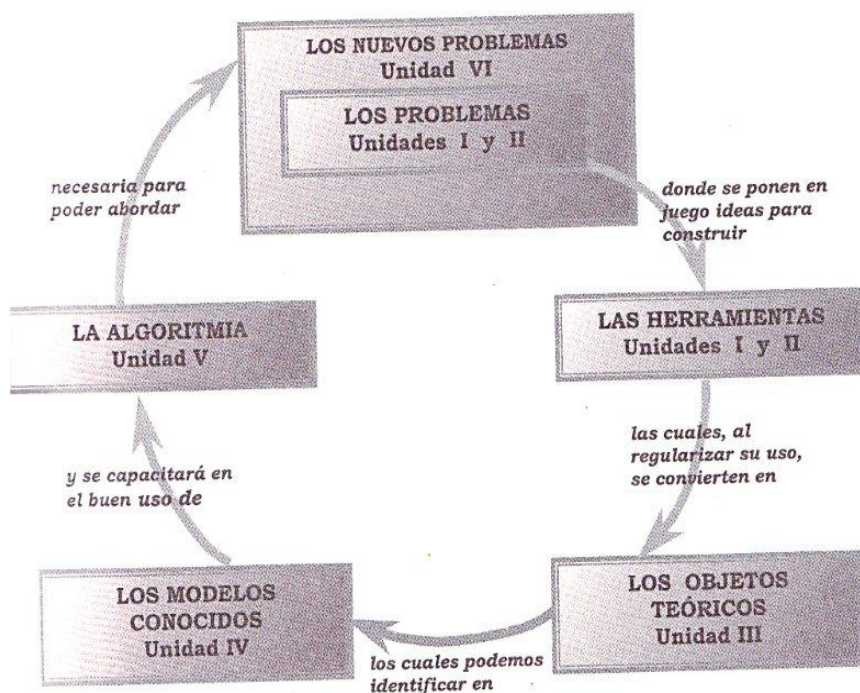 LOS NUEVOS PROBLEMAS
Unidad VI
LOS PROBLEMAS
Unidades I y II
donde se ponen en
juego ideas para
construir
LAS HERRAMIENTAS
Unidades I y II
las cuales, al
regularizar su uso,
se convierten en
LOS OBJETOS
TEÓRICOS
Unidad III
los cuales podemos
identificar en
LOS MODELOS
CONOCIDOS
Unidad IV
y se capacitará en
el buen uso de
LA ALGORITMIA
Unidad V
necesaria para
poder abordar